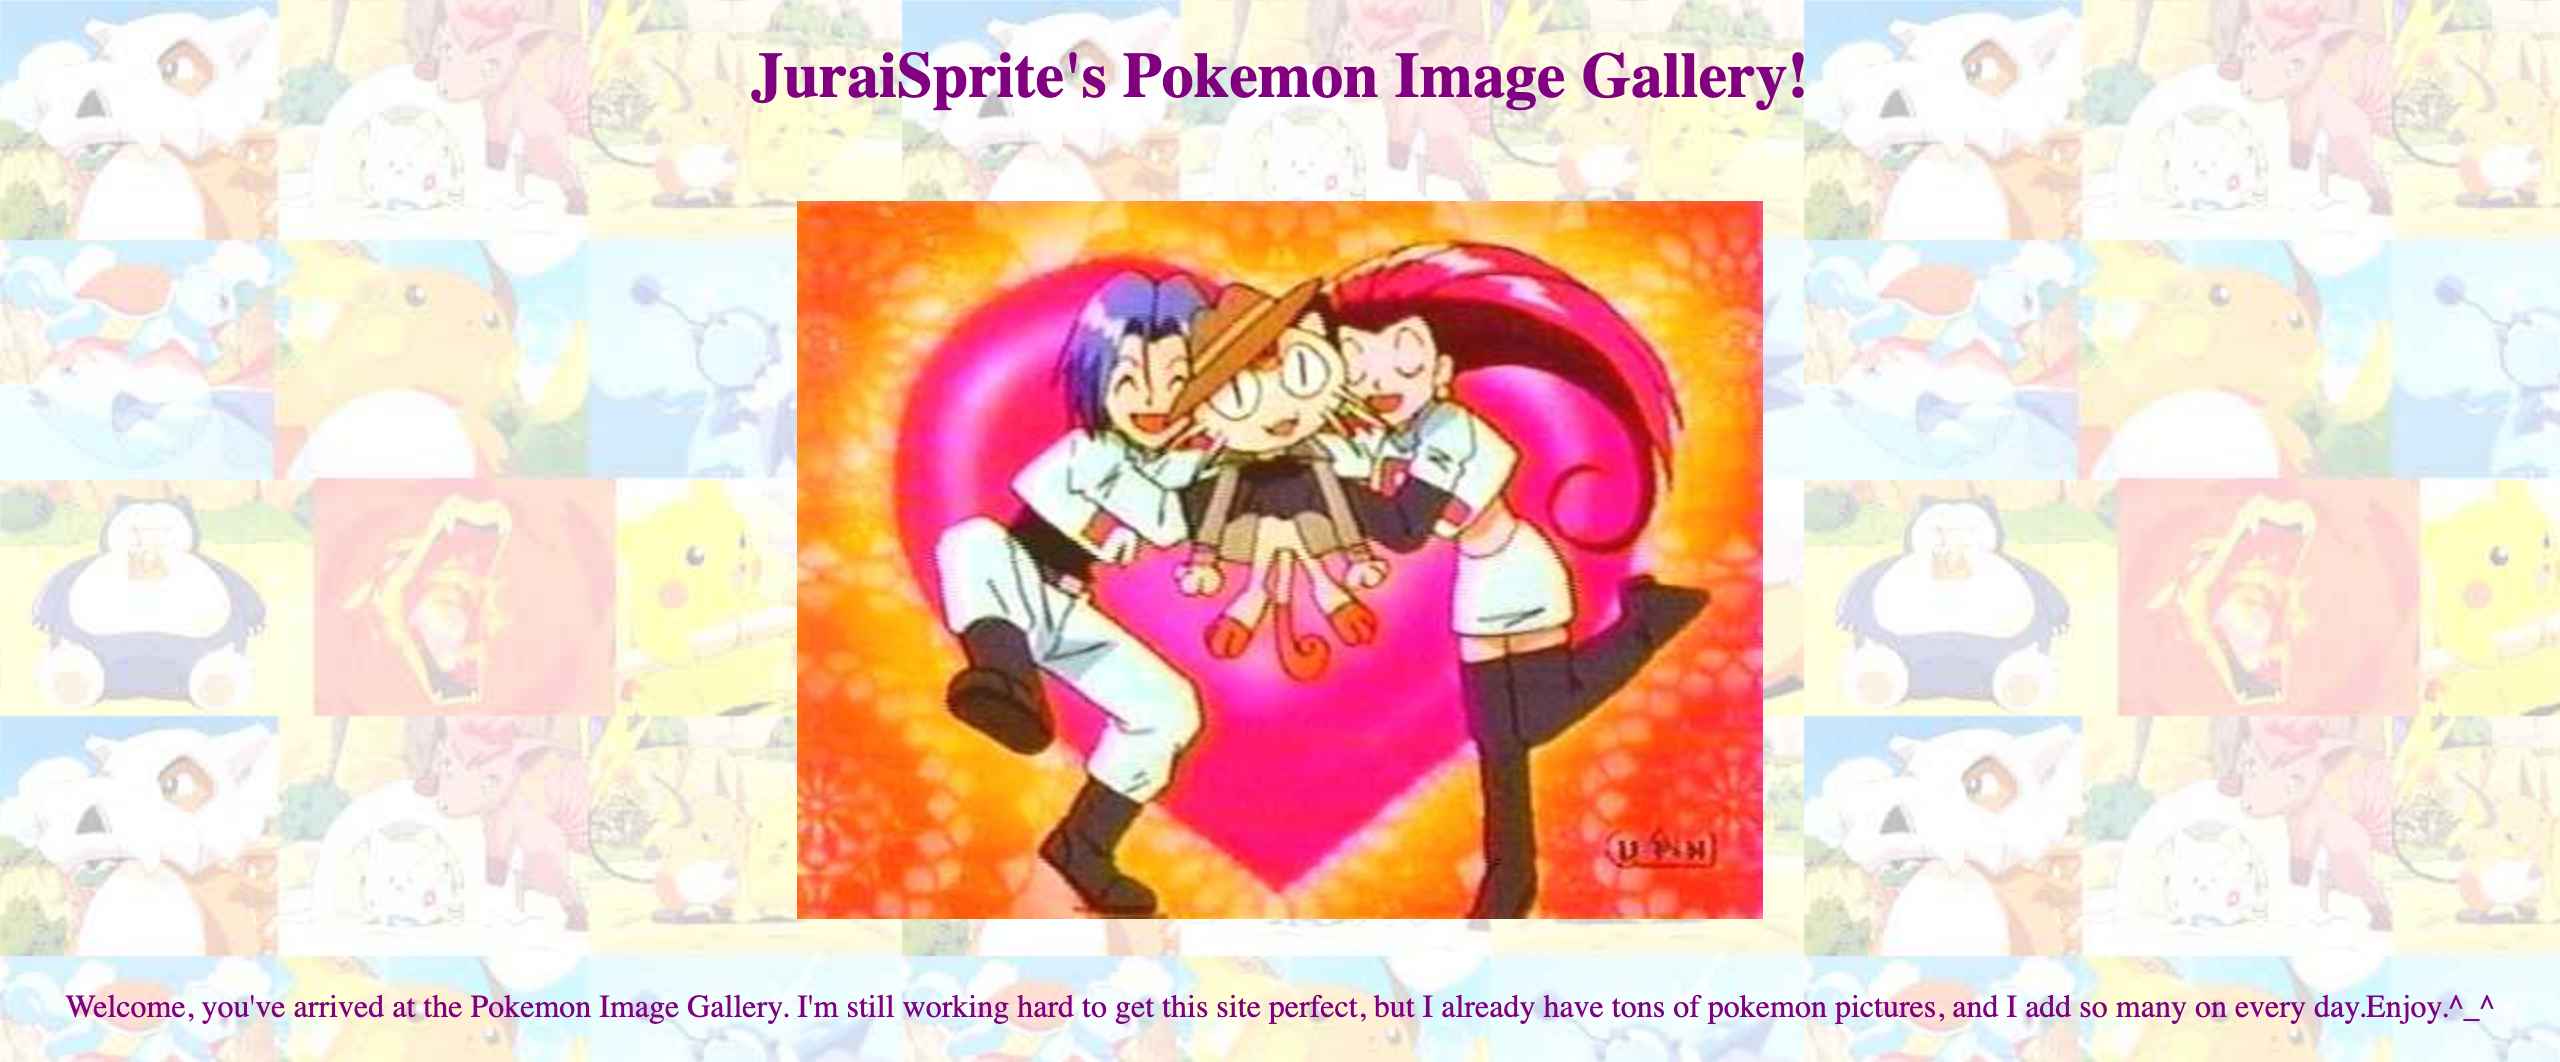 JuraiSprite's Pokemon Image Gallery!
Welcome, you've arrived at the Pokemon Image Gallery. I'm still working hard to get this site perfect, but I already have tons of pokemon pictures, and I add so many on every day.Enjoy.^_^